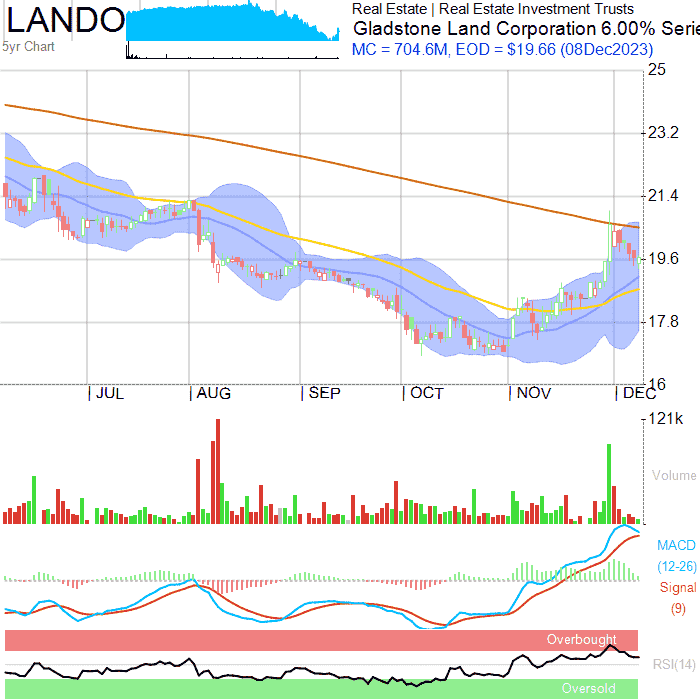 LANDO
5yr Chart
Real Estate | Real Estate Investment Trusts
Gladstone Land Corporation 6.00% Serie
MC = 704.6M, EOD = $19.66 (08Dec2023)
25
23.2
21.4
19.6
17.8
16
JUL AUG SEP OCT NOV DEC
121k
Volume
MACD
(12-26)
Signal
(9)
Overbought
RSI(14)
Oversold